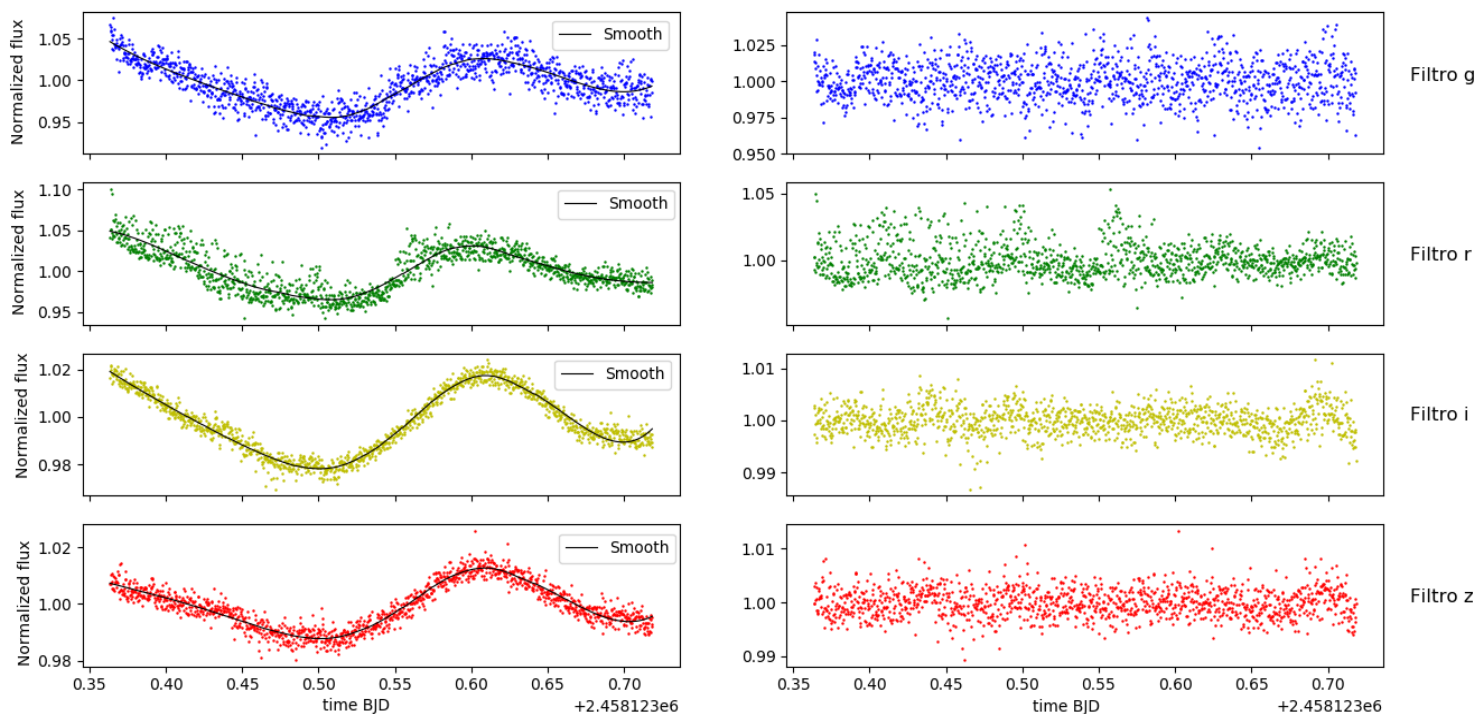 Normalized flux
1.05
1.00
0.95
Smooth
1.025
1.000
0.975
0.950
Filtro g
Normalized flux
1.10
1.05
1.00
0.95
Smooth
1.05
1.00
Filtro r
Normalized flux
1.02
1.00
0.98
Smooth
1.01
1.00
0.99
Filtro i
Normalized flux
1.02
1.00
0.98
Smooth
1.01
1.00
0.99
Filtro z
0.35 0.40 0.45 0.50 0.55 0.60 0.65 0.70
time BJD
+2.458123e6
0.35 0.40 0.45 0.50 0.55 0.60 0.65 0.70
time BJD
+2.458123e6